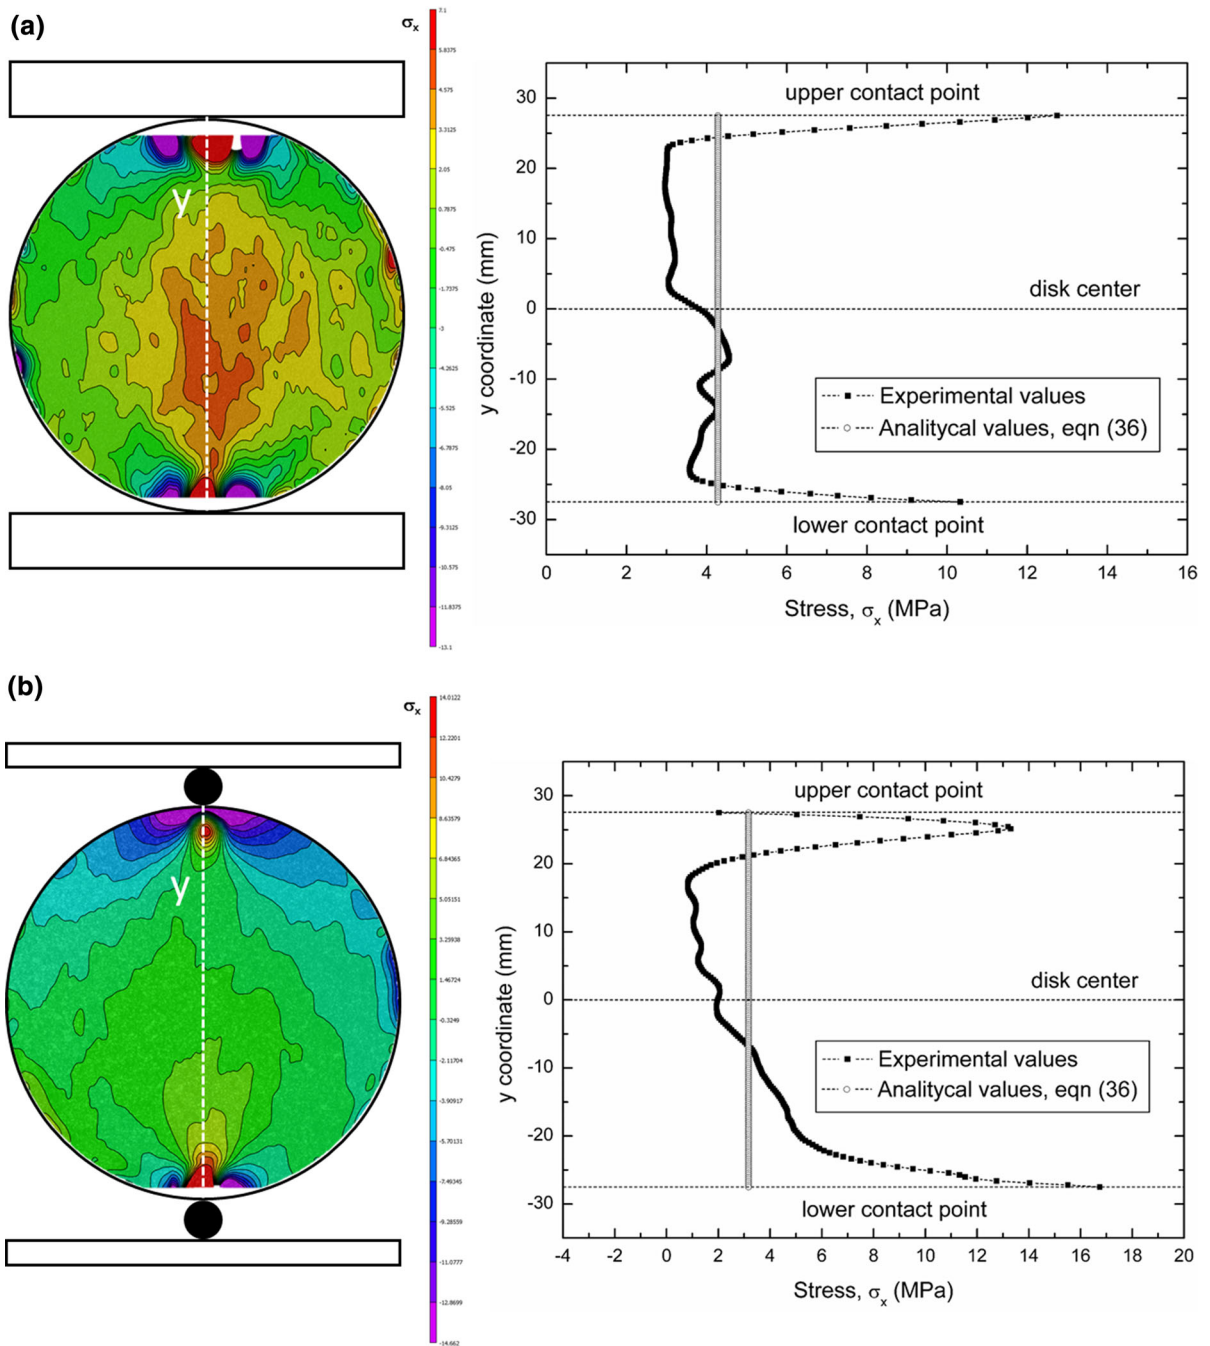 (a)
σx
7.1
5.8375
4.575
3.3125
2.05
0.7875
-0.475
-1.7375
-3
-4.2625
-5.525
-6.7875
-8.05
-9.3125
-10.575
-11.8375
-13.1
y
y coordinate (mm)
30
20
10
0
-10
-20
-30
upper contact point
disk center
Experimental values
Analitycal values, eqn (36)
lower contact point
0 2 4 6 8 10 12 14 16
Stress, σx (MPa)
(b)
σx
14.0122
12.2201
10.4279
8.63579
6.84365
5.05151
3.25938
1.46724
-0.3249
-2.11704
-3.90917
-5.70131
-7.49345
-9.28559
-11.0777
-12.8699
-14.662
y
y coordinate (mm)
30
20
10
0
-10
-20
-30
upper contact point
disk center
Experimental values
Analitycal values, eqn (36)
lower contact point
-4 -2 0 2 4 6 8 10 12 14 16 18 20
Stress, σx (MPa)